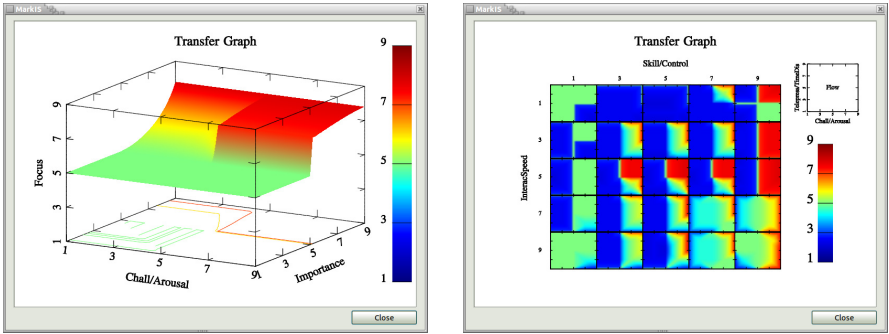 MarkIS
Transfer Graph
9
7
5
3
1
Focus
9
7
5
3
1
1
3
5
7
9
Chall/Arousal
1
3
5
7
9
Importance
Close
MarkIS
Transfer Graph
Skill/Control
1
3
5
7
9
InteracSpeed
1
3
5
7
9
Flow
Chall/Arousal
9
7
5
3
1
Close